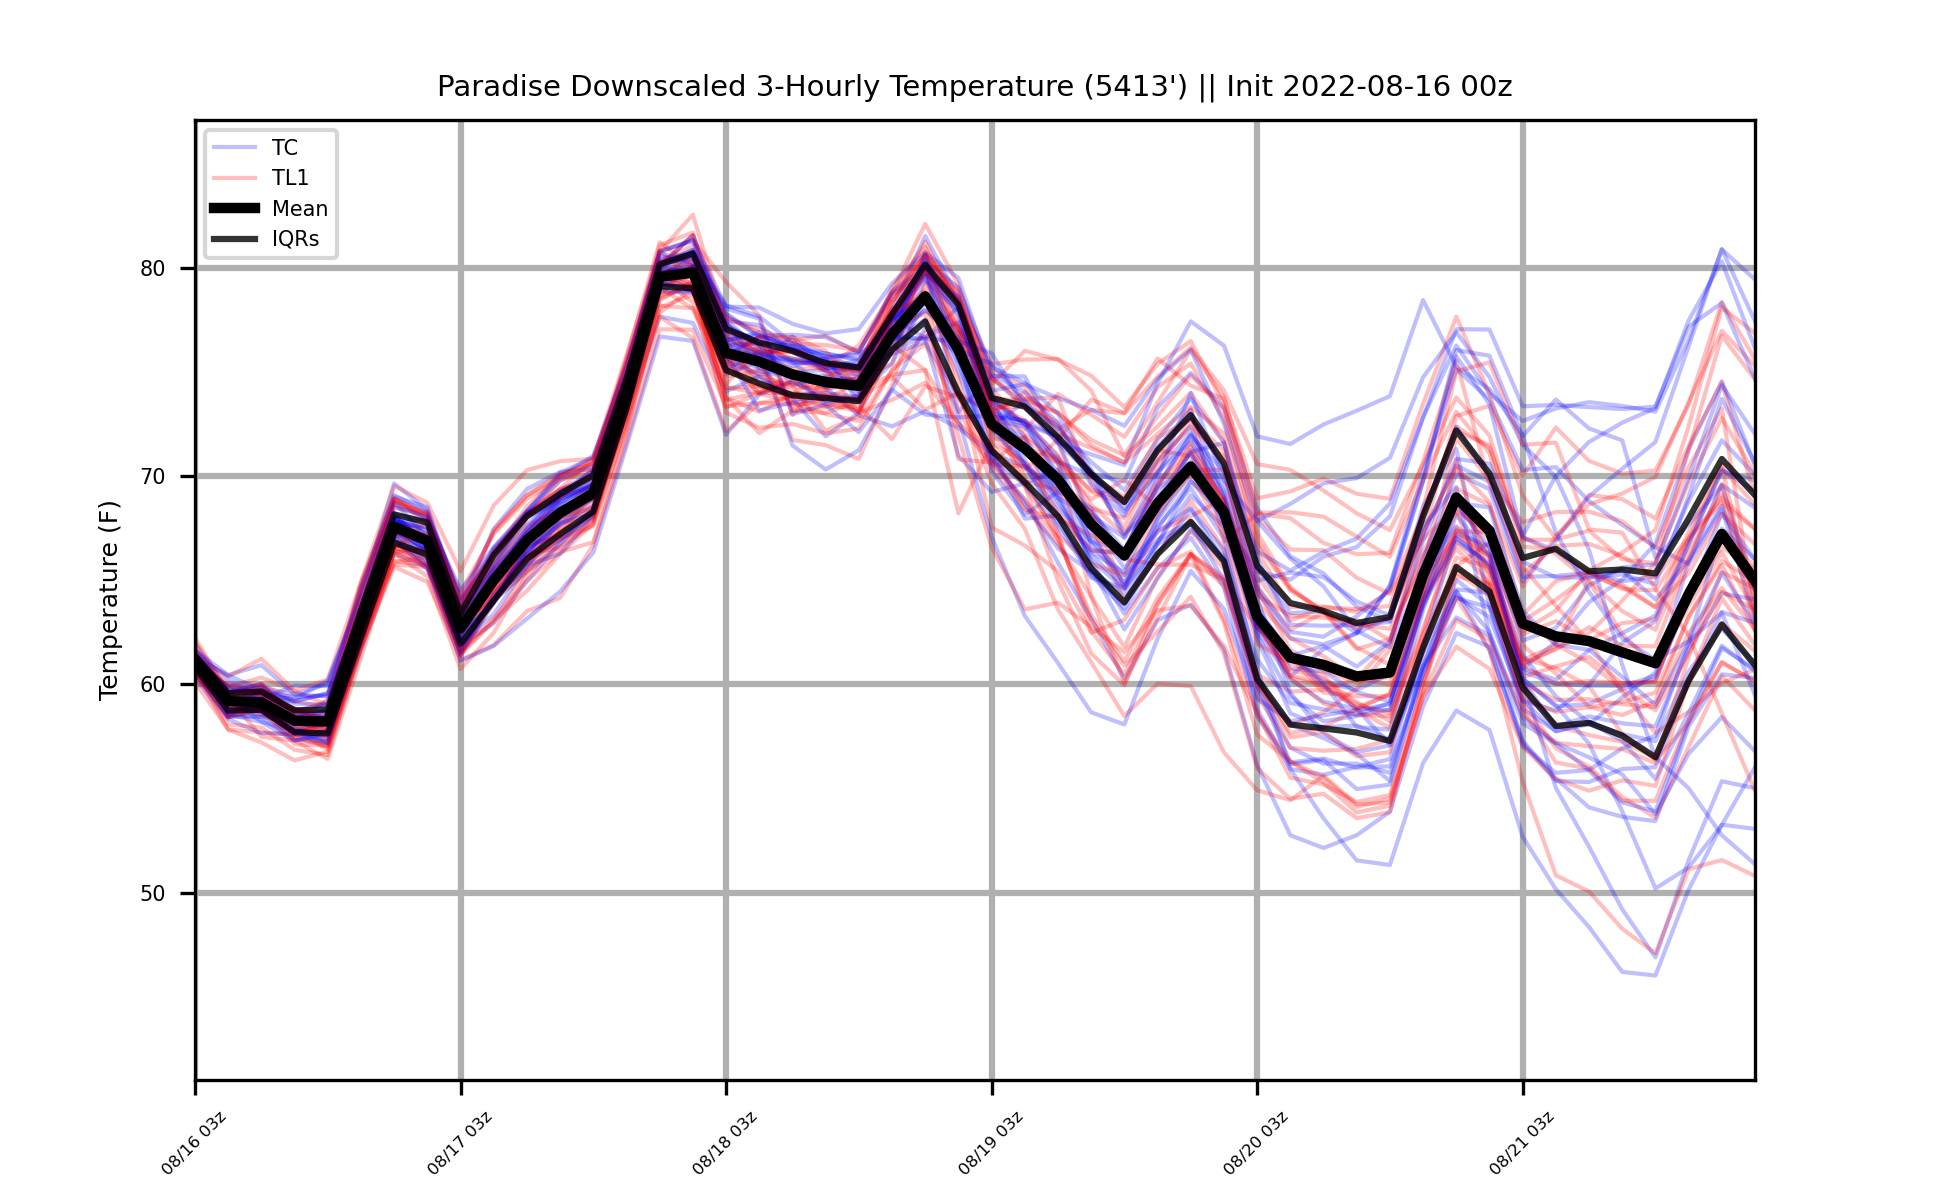 Paradise Downscaled 3-Hourly Temperature (5413') || Init 2022-08-16 00z
TC
TL1
Mean
IQRs
Temperature (F)
80
70
60
50
08/16 03z
08/17 03z
08/18 03z
08/19 03z
08/20 03z
08/21 03z